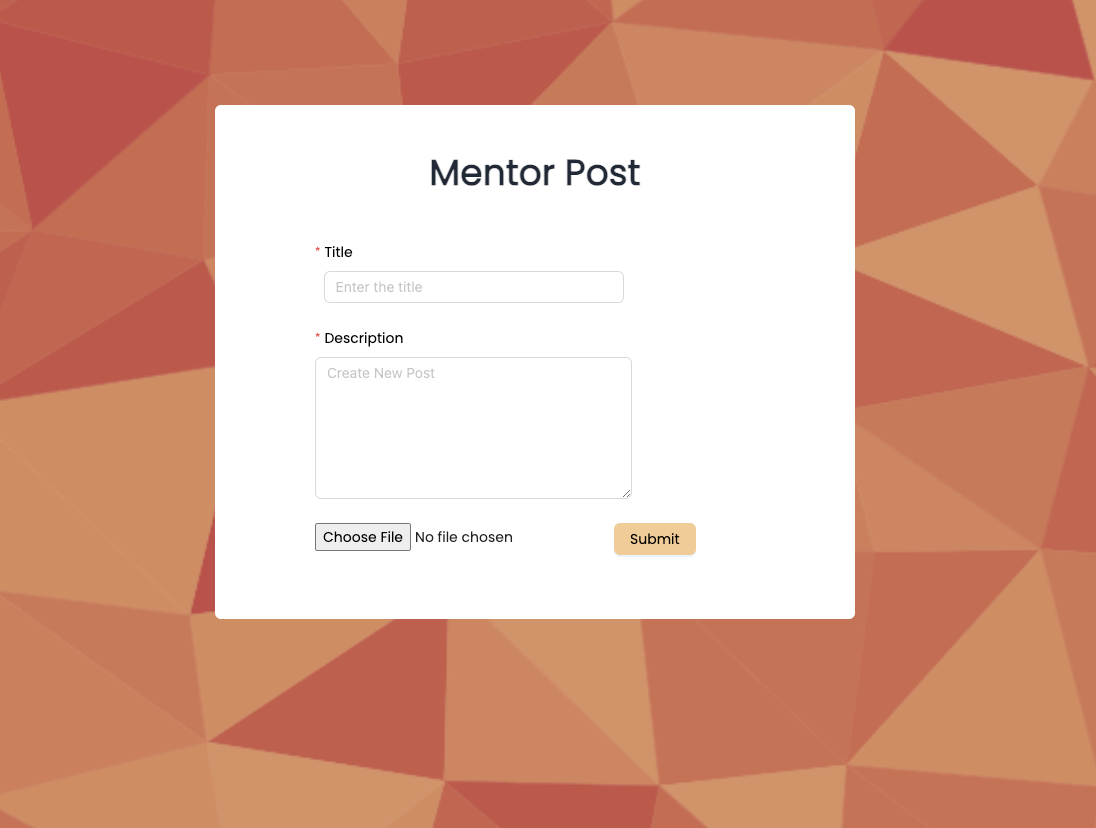 Mentor Post
* Title
Enter the title
* Description
Create New Post
Choose File No file chosen
Submit